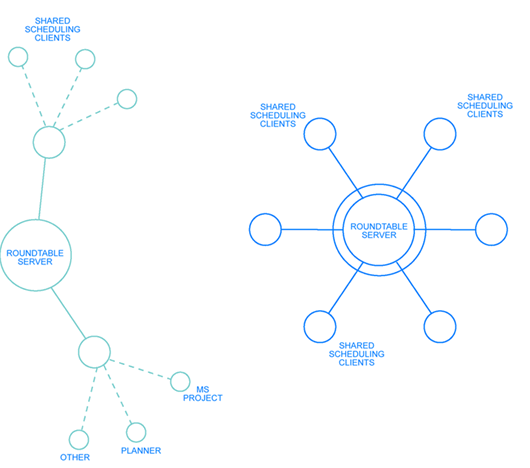 SHARED
SCHEDULING
CLIENTS
ROUNDTABLE
SERVER
MS
PROJECT
PLANNER
OTHER
SHARED
SCHEDULING
CLIENTS
SHARED
SCHEDULING
CLIENTS
ROUNDTABLE
SERVER
SHARED
SCHEDULING
CLIENTS